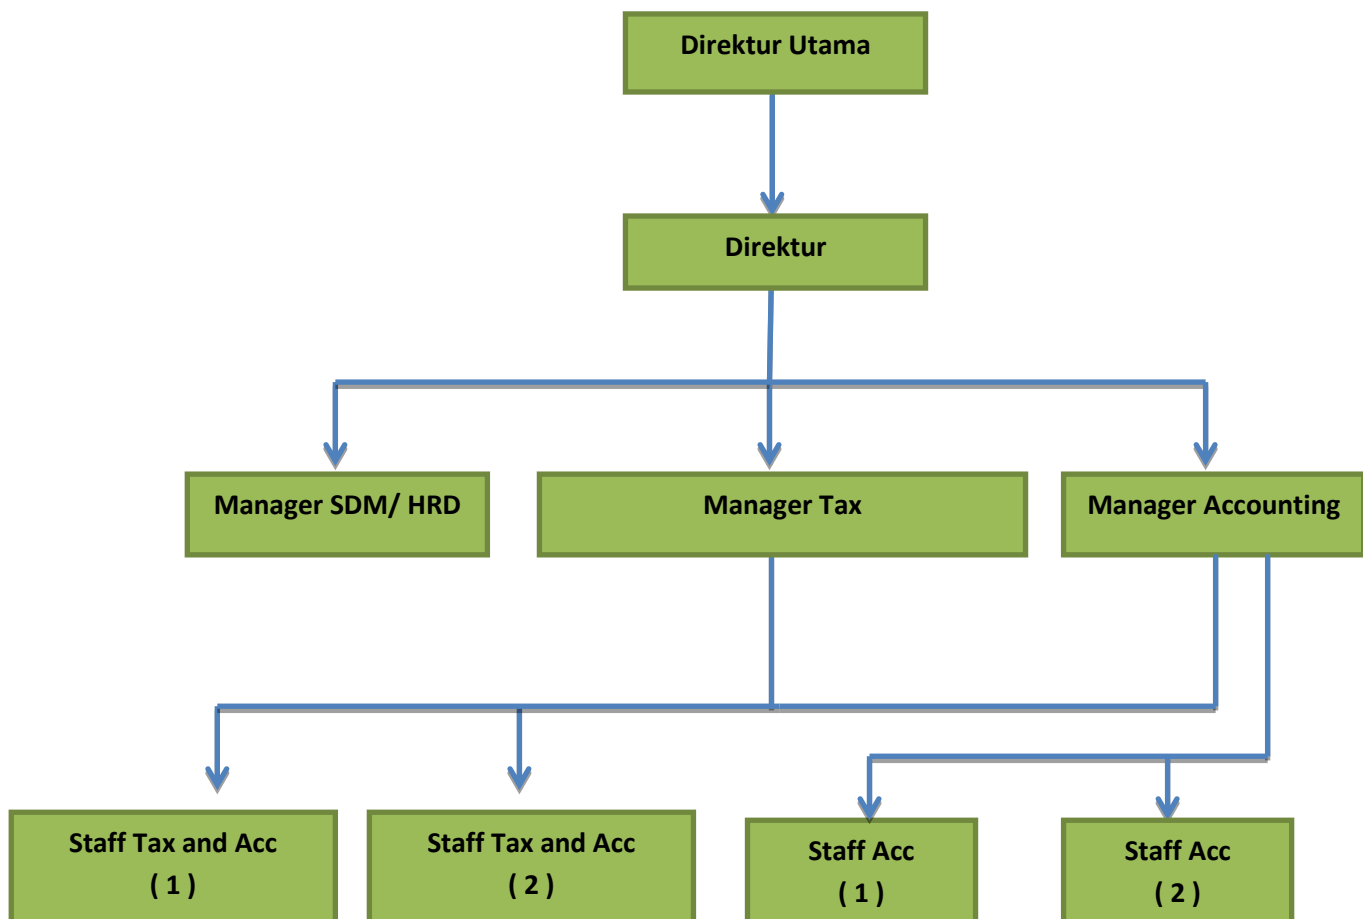 Direktur Utama
Direktur
Manager SDM/ HRD
Manager Tax
Manager Accounting
Staff Tax and Acc
( 1 )
Staff Tax and Acc
( 2 )
Staff Acc
( 1 )
Staff Acc
( 2 )